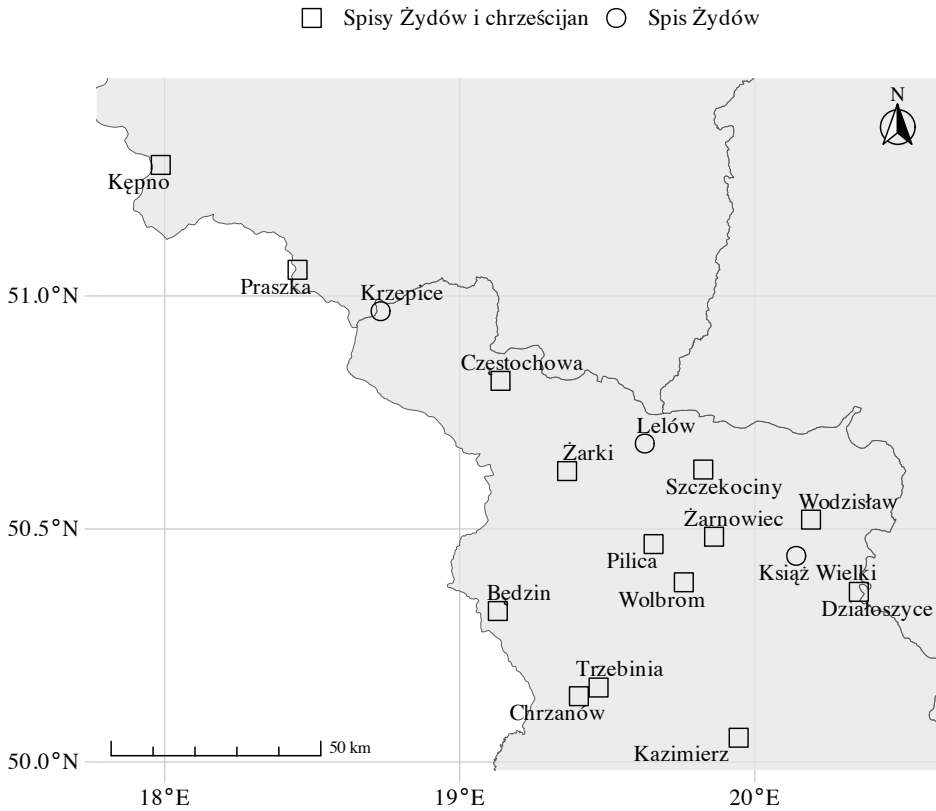 Spisy Żydów i chrześcijan Spis Żydów
N
Kępno
Praszka
51.0°N
Krzepice
Częstochowa
Lelów
Żarki
Szczekociny
Wodzisław
50.5°N
Żarnowiec
Pilica
Książ Wielki
Wolbrom
Będzin
Działoszyce
Trzebinia
Chrzanów
Kazimierz
50 km
50.0°N
18°E 19°E 20°E